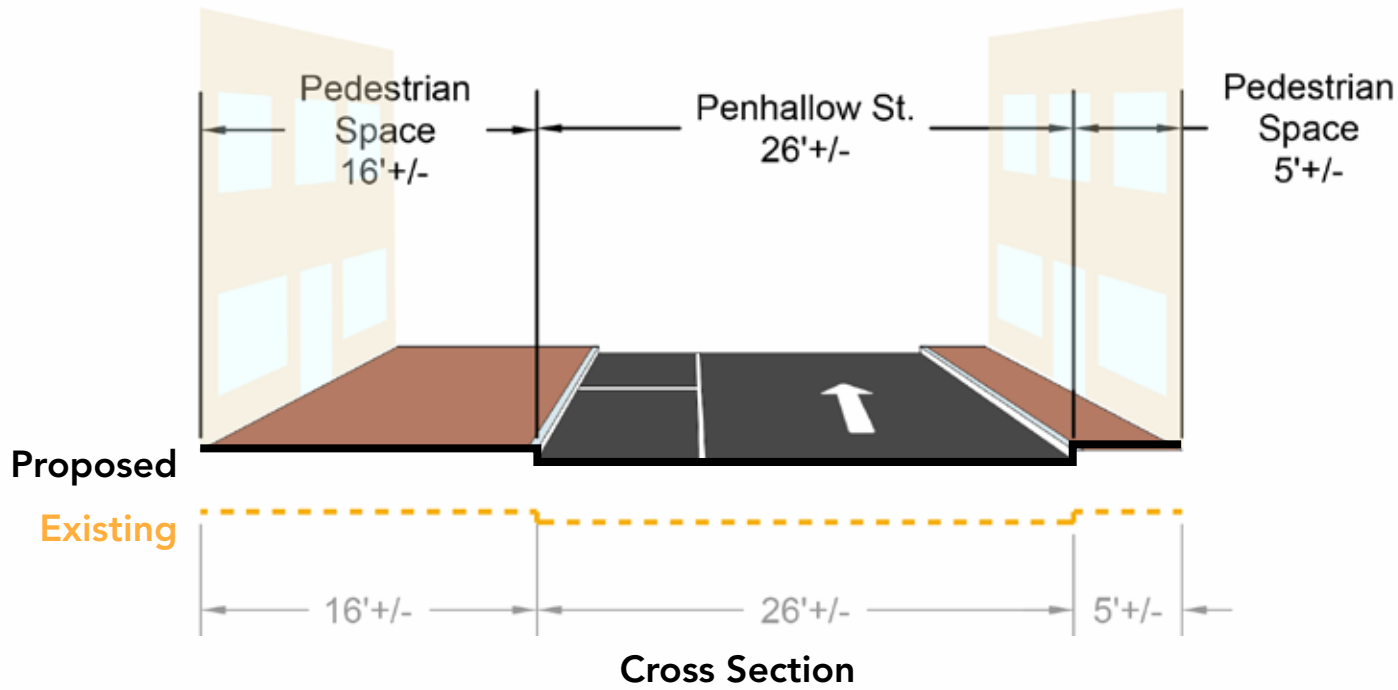 Pedestrian
Space
16'+/-
Penhallow St.
26'+/-
Pedestrian
Space
5'+/-
Proposed
Existing
16'+/-
26'+/-
5'+/-
Cross Section